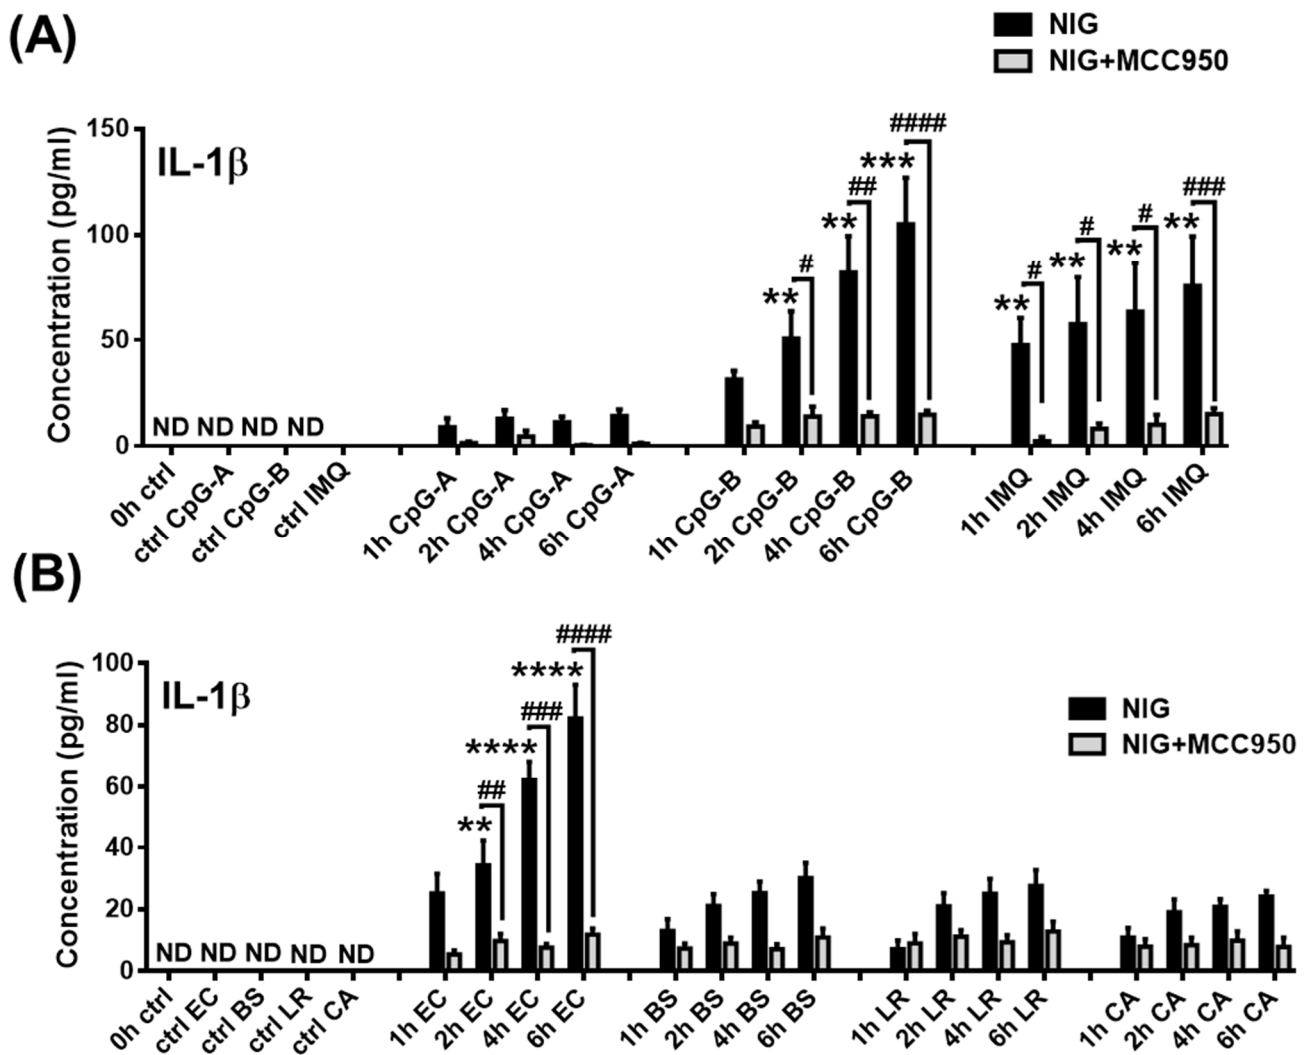 (A)
NIG
NIG+MCC950
Concentration (pg/ml)
150
100
50
0
IL-1β
ND ND ND ND
** # ** ## *** ####
** # ** # ** # ** ###
0h ctrl
ctrl CpG-A
ctrl CpG-B
ctrl IMQ
1h CpG-A
2h CpG-A
4h CpG-A
6h CpG-A
1h CpG-B
2h CpG-B
4h CpG-B
6h CpG-B
1h IMQ
2h IMQ
4h IMQ
6h IMQ
(B)
Concentration (pg/ml)
100
80
60
40
20
0
IL-1β
NIG
NIG+MCC950
ND ND ND ND ND
** ## **** ### **** ####
0h ctrl
ctrl EC
ctrl BS
ctrl LR
ctrl CA
1h EC
2h EC
4h EC
6h EC
1h BS
2h BS
4h BS
6h BS
1h LR
2h LR
4h LR
6h LR
1h CA
2h CA
4h CA
6h CA